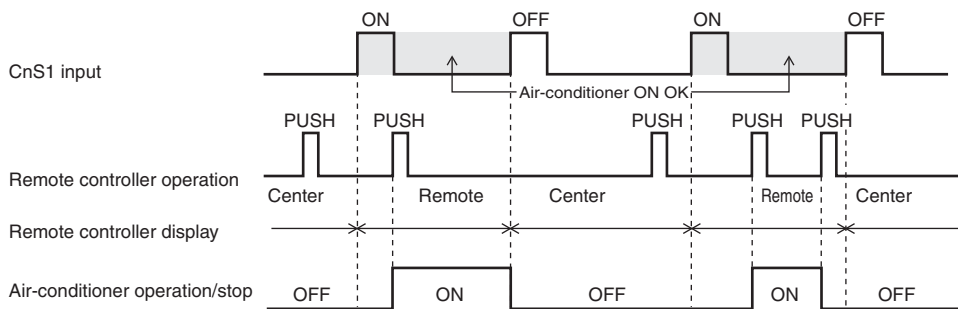 ON OFF ON OFF
CnS1 input
Air-conditioner ON OK
PUSH PUSH PUSH PUSH PUSH
Remote controller operation
Center Remote Center Remote Center
Remote controller display
Air-conditioner operation/stop
OFF ON OFF ON OFF